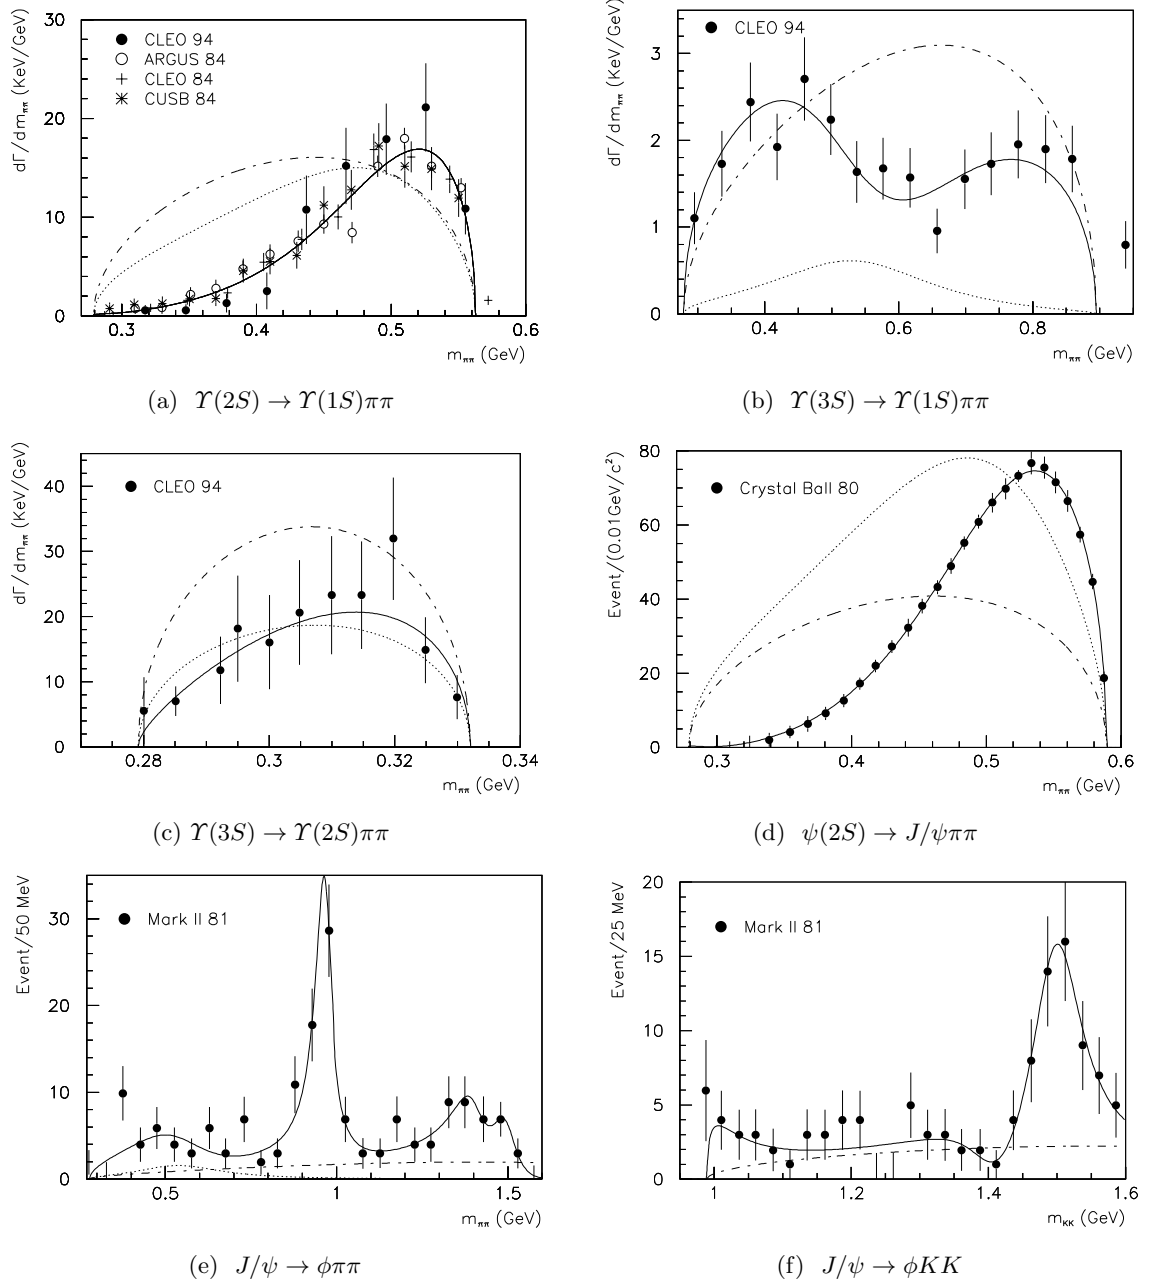 30
20
10
0
dΓ/dm_ππ (KeV/GeV)
CLEO 94
ARGUS 84
CLEO 84
CUSB 84
0.3 0.4 0.5 0.6
m_ππ (GeV)
(a) ϒ(2S) → ϒ(1S)ππ
3
2
1
0
dΓ/dm_ππ (KeV/GeV)
CLEO 94
0.4 0.6 0.8
m_ππ (GeV)
(b) ϒ(3S) → ϒ(1S)ππ
40
30
20
10
0
dΓ/dm_ππ (KeV/GeV)
CLEO 94
0.28 0.3 0.32 0.34
m_ππ (GeV)
(c) ϒ(3S) → ϒ(2S)ππ
80
60
40
20
0
Event/(0.01GeV/c²)
Crystal Ball 80
0.3 0.4 0.5 0.6
m_ππ (GeV)
(d) ψ(2S) → J/ψππ
30
20
10
0
Event/50 MeV
Mark II 81
0.5 1 1.5
m_ππ (GeV)
(e) J/ψ → φππ
20
15
10
5
0
Event/25 MeV
Mark II 81
1 1.2 1.4 1.6
m_KK (GeV)
(f) J/ψ → φKK